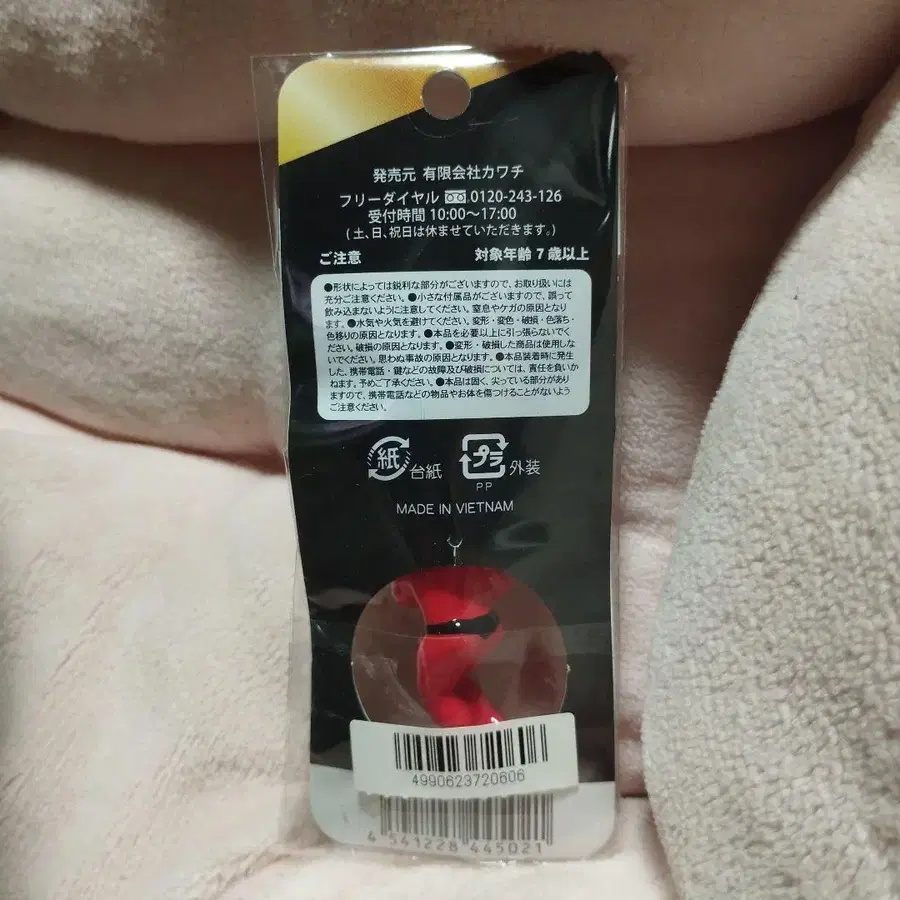 発売元 有限会社カワチ
フリーダイヤル 0120-243-126
受付時間 10:00～17:00
(土、日、祝日は休ませていただきます。)
ご注意 対象年齢 7 歳以上
●形状によっては鋭利な部分がございますので、お取り扱いには
充分ご注意ください。●小さな付属品がございますので、誤って
飲み込まないように注意してください。窒息やケガの原因となりま
す。●水気や火気を避けてください。変形・変色・破損・色落ち・
色移りの原因となります。●本品を必要以上に引っ張らないでく
ださい。破損の原因となります。●変形・破損した商品は使用しな
いでください。思わぬ事故の原因となります。●本品装着時に発生
した、携帯電話・鍵などの故障及び破損については、責任を負いか
ねます。予めご了承ください。●本品は固く、尖っている部分があり
ますので、携帯電話などの物品やお体を傷つけることがないよう
ご注意ください。
紙 台紙 プラ 外装
PP
MADE IN VIETNAM
4990623720606
4 541228 445021